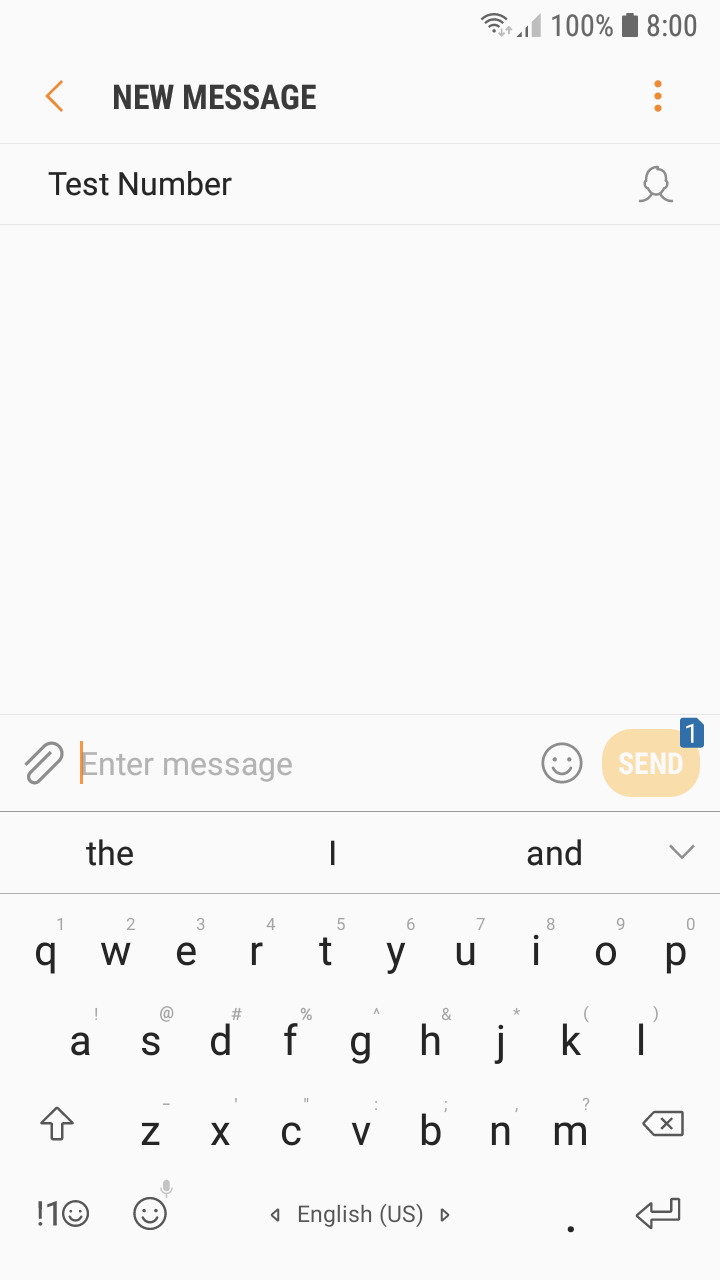 100% 8:00
NEW MESSAGE
Test Number
1
Enter message SEND
the I and
1 2 3 4 5 6 7 8 9 0
q w e r t y u i o p
! @ # % ^ & * ( )
a s d f g h j k l
- ' " : ; , ?
z x c v b n m
!1☺ English (US) .